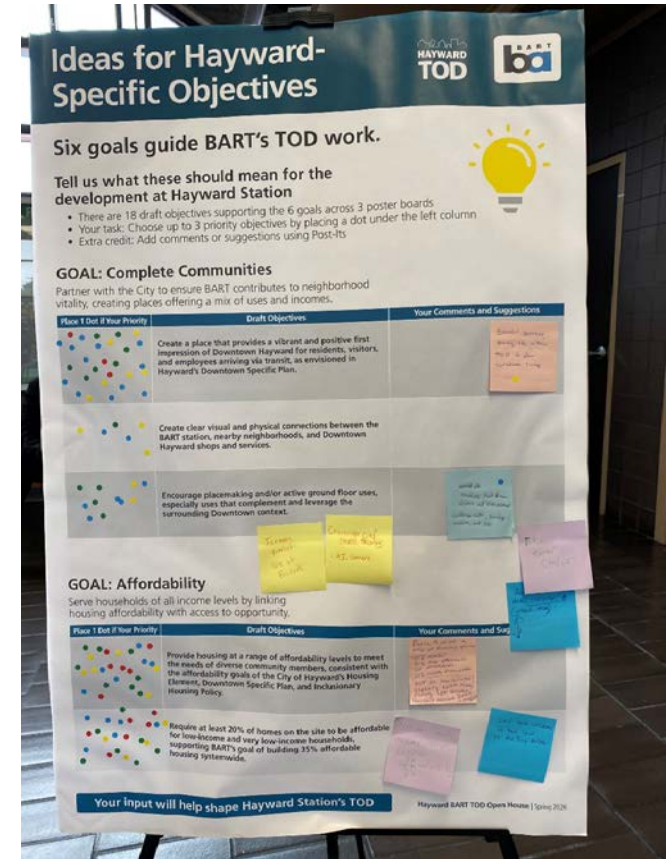 Ideas for Hayward-
Specific Objectives
HAYWARD
TOD
BART
ba
Six goals guide BART's TOD work.
Tell us what these should mean for the
development at Hayward Station
• There are 18 draft objectives supporting the 6 goals across 3 poster boards
• Your task: Choose up to 3 priority objectives by placing a dot under the left column
• Extra credit: Add comments or suggestions using Post-Its
GOAL: Complete Communities
Partner with the City to ensure BART contributes to neighborhood
vitality, creating places offering a mix of uses and incomes.
Place 1 Dot if Your Priority
Draft Objectives
Your Comments and Suggestions
Create a place that provides a vibrant and positive first
impression of Downtown Hayward for residents, visitors,
and employees arriving via transit, as envisioned in
Hayward's Downtown Specific Plan.
Create clear visual and physical connections between the
BART station, nearby neighborhoods, and Downtown
Hayward shops and services.
Encourage placemaking and/or active ground floor uses,
especially uses that complement and leverage the
surrounding Downtown context.
GOAL: Affordability
Serve households of all income levels by linking
housing affordability with access to opportunity.
Place 1 Dot if Your Priority
Draft Objectives
Your Comments and Sug
Provide housing at a range of affordability levels to meet
the needs of diverse community members, consistent with
the affordability goals of the City of Hayward's Housing
Element, Downtown Specific Plan, and Inclusionary
Housing Policy.
Require at least 20% of homes on the site to be affordable
for low-income and very low-income households,
supporting BART's goal of building 35% affordable
housing systemwide.
Your input will help shape Hayward Station's TOD
Hayward BART TOD Open House | Spring 2024